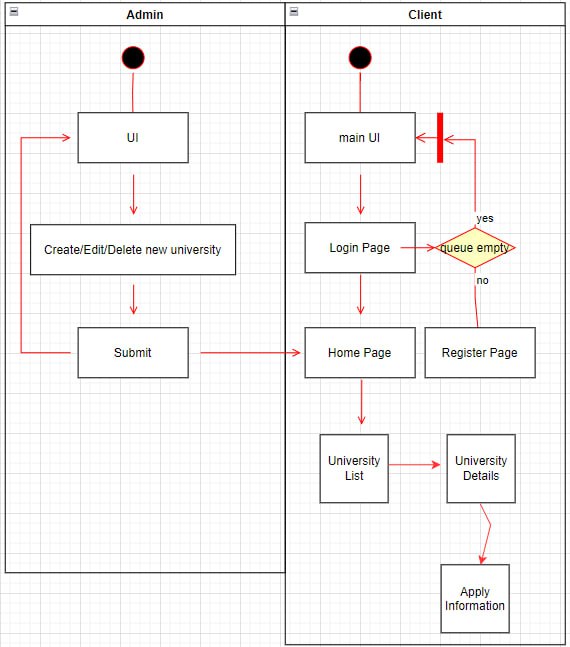 Admin
Client
UI
main UI
yes
Create/Edit/Delete new university
Login Page
queue empty
no
Submit
Home Page
Register Page
University
List
University
Details
Apply
Information